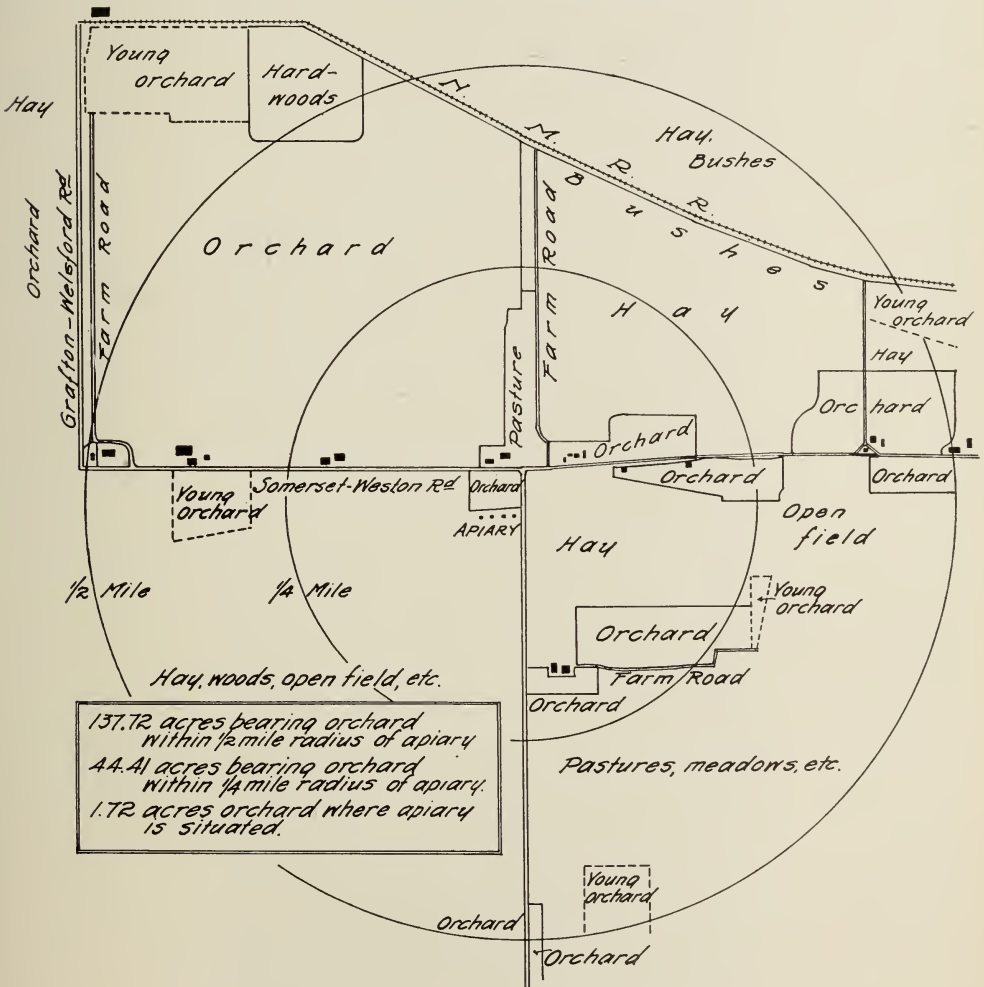 Young
orchard
Hard-
woods
Hay
N. M. R. R.
Hay,
Bushes
Bushes
Orchard
Grafton-Welsford Rd
Farm Road
Orchard
Farm Road
Pasture
Hay
Young
orchard
Hay
Orchard
Orchard
Orchard
Orchard
Young
orchard
Somerset-Weston Rd
Orchard
APIARY
Open
field
Hay
1/2 Mile
1/4 Mile
Young
orchard
Orchard
Farm Road
Orchard
Hay, woods, open field, etc.
137.72 acres bearing orchard
within 1/2 mile radius of apiary
44.41 acres bearing orchard
within 1/4 mile radius of apiary.
1.72 acres orchard where apiary
is situated.
Pastures, meadows, etc.
Young
orchard
Orchard
Orchard